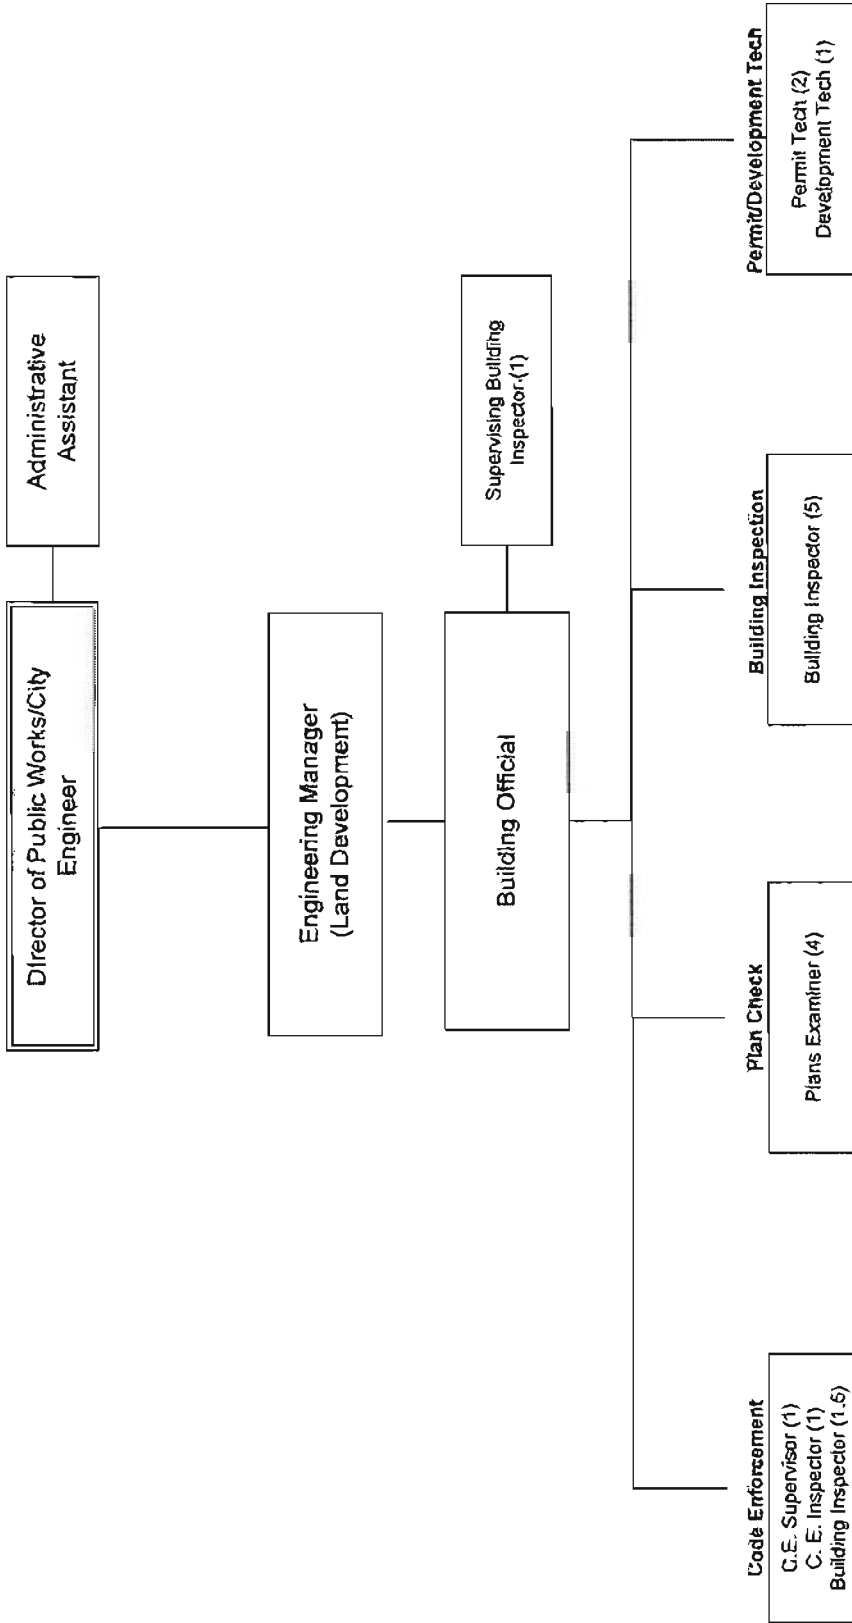 Director of Public Works/City
Engineer
Administrative
Assistant
Engineering Manager
(Land Development)
Building Official
Supervising Building
Inspector (1)
Code Enforcement
C.E. Supervisor (1)
C. E. Inspector (1)
Building Inspector (1.5)
Plan Check
Plans Examiner (4)
Building Inspection
Building Inspector (5)
Permit/Development Tech
Permit Tech (2)
Development Tech (1)